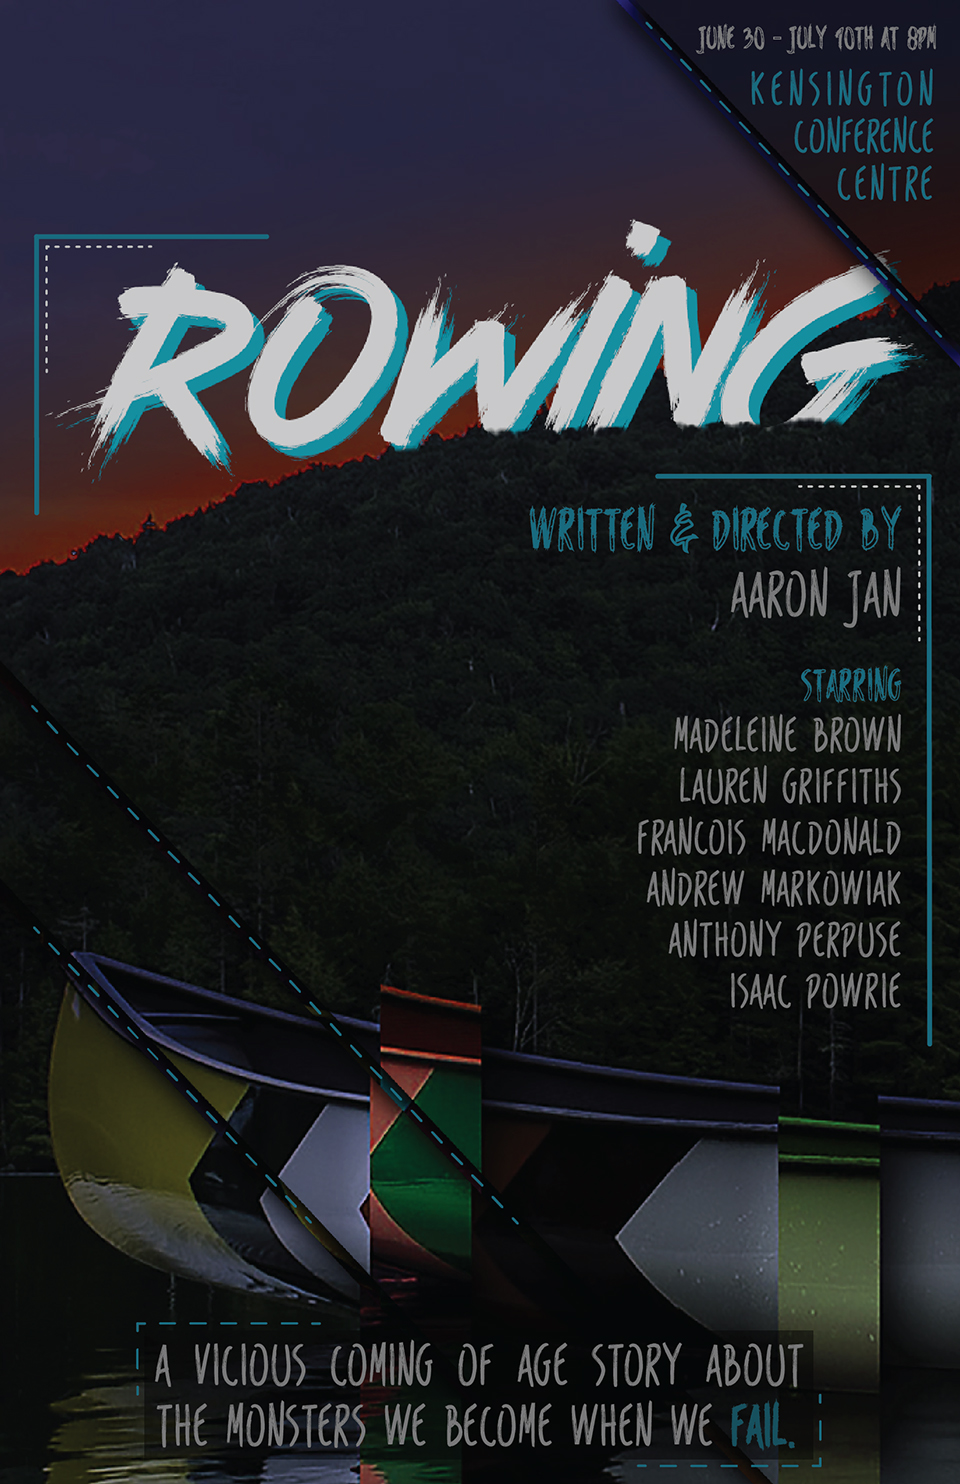 JUNE 30 - JULY 10TH AT 8PM
KENSINGTON
CONFERENCE
CENTRE
ROWING
WRITTEN & DIRECTED BY
AARON JAN
STARRING
MADELEINE BROWN
LAUREN GRIFFITHS
FRANCOIS MACDONALD
ANDREW MARKOWIAK
ANTHONY PERPUSE
ISAAC POWRIE
A VICIOUS COMING OF AGE STORY ABOUT
THE MONSTERS WE BECOME WHEN WE FAIL.